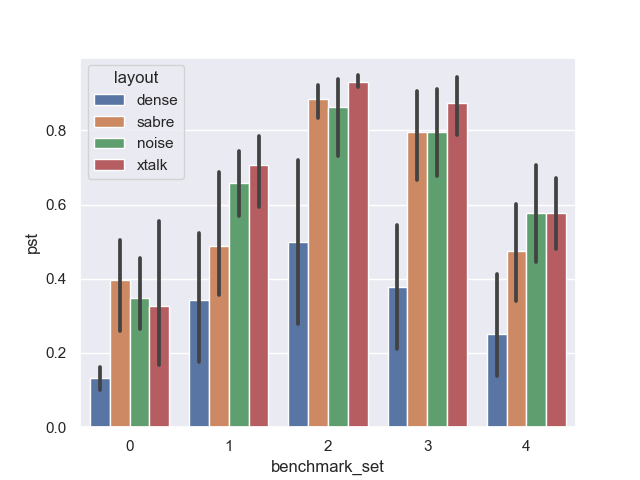 layout
dense
sabre
noise
xtalk
pst
0.8
0.6
0.4
0.2
0.0
0 1 2 3 4
benchmark_set